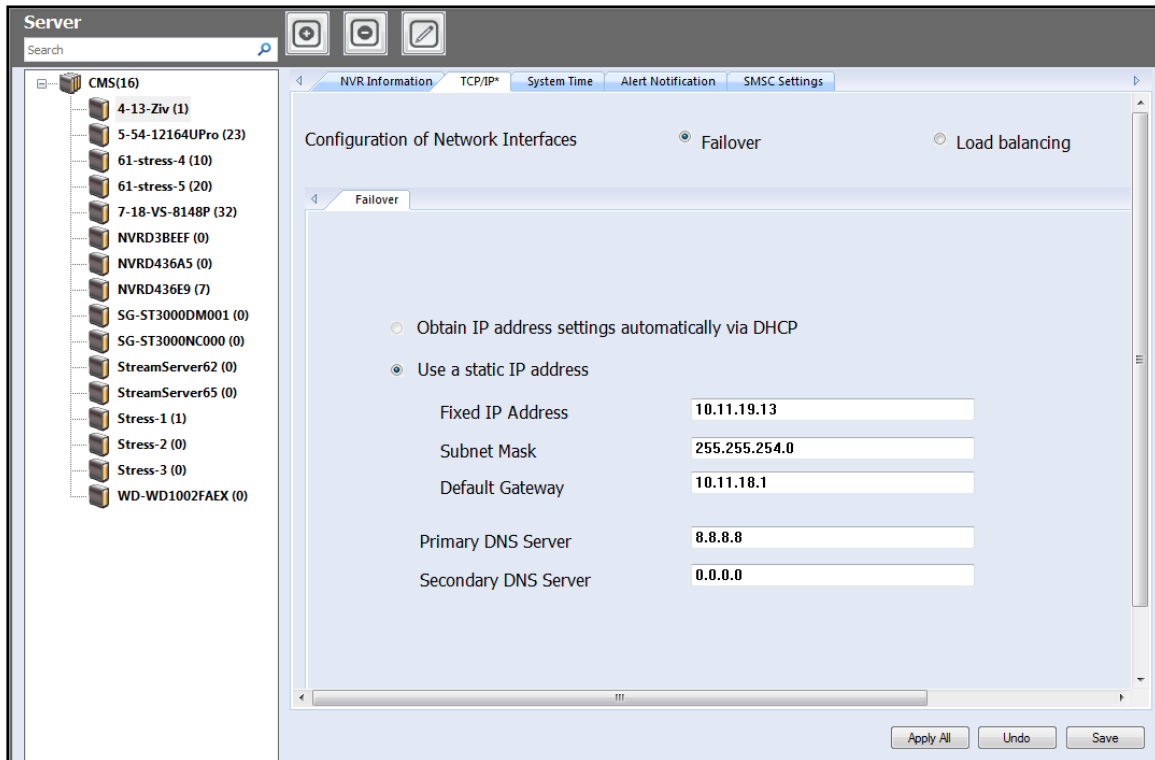 Server
Search
CMS(16)
4-13-Ziv (1)
5-54-12164UPro (23)
61-stress-4 (10)
61-stress-5 (20)
7-18-VS-8148P (32)
NVRD3BEEF (0)
NVRD436A5 (0)
NVRD436E9 (7)
SG-ST3000DM001 (0)
SG-ST3000NC000 (0)
StreamServer62 (0)
StreamServer65 (0)
Stress-1 (1)
Stress-2 (0)
Stress-3 (0)
WD-WD1002FAEX (0)
NVR Information TCP/IP* System Time Alert Notification SMSC Settings
Configuration of Network Interfaces Failover Load balancing
Failover
Obtain IP address settings automatically via DHCP
Use a static IP address
Fixed IP Address 10.11.19.13
Subnet Mask 255.255.254.0
Default Gateway 10.11.18.1
Primary DNS Server 8.8.8.8
Secondary DNS Server 0.0.0.0
Apply All Undo Save